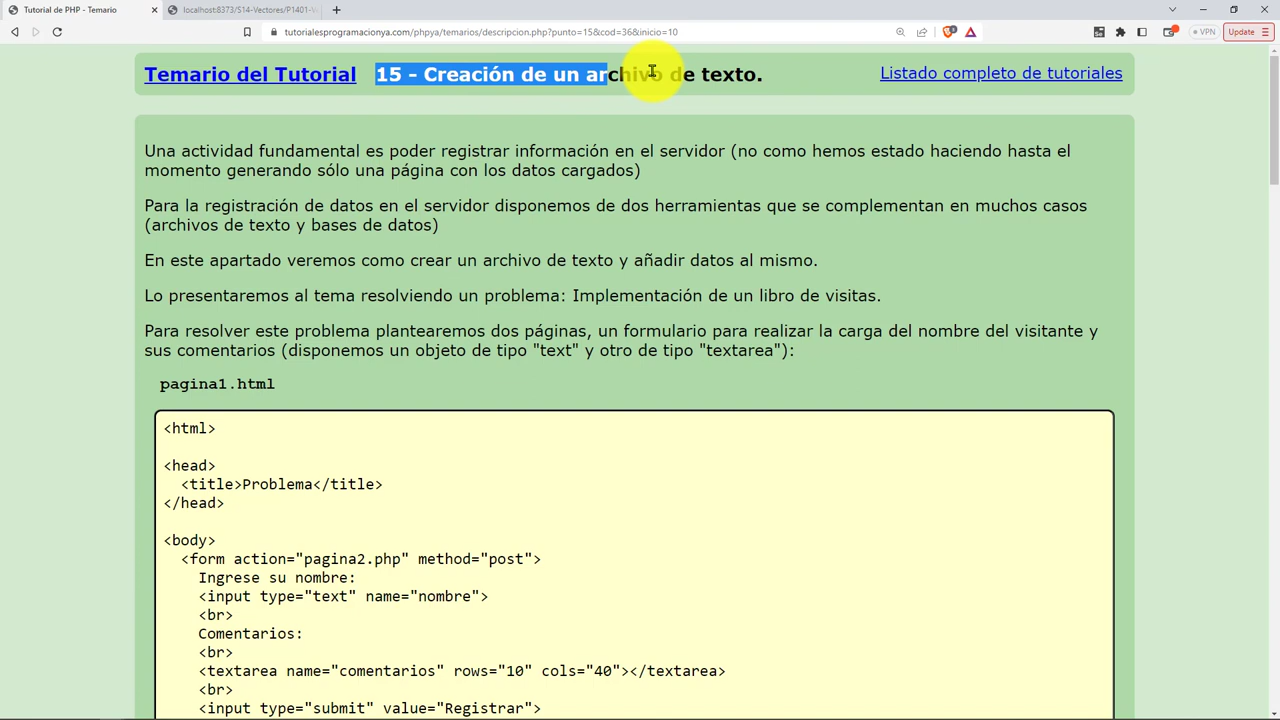 Tutorial de PHP - Temario
localhost:8373/S14-Vectores/P1401-V
tutorialesprogramacionya.com/phpya/temarios/descripcion.php?punto=15&cod=36&inicio=10
VPN
Update
Temario del Tutorial 15 - Creación de un archivo de texto. Listado completo de tutoriales
Una actividad fundamental es poder registrar información en el servidor (no como hemos estado haciendo hasta el
momento generando sólo una página con los datos cargados)
Para la registración de datos en el servidor disponemos de dos herramientas que se complementan en muchos casos
(archivos de texto y bases de datos)
En este apartado veremos como crear un archivo de texto y añadir datos al mismo.
Lo presentaremos al tema resolviendo un problema: Implementación de un libro de visitas.
Para resolver este problema plantearemos dos páginas, un formulario para realizar la carga del nombre del visitante y
sus comentarios (disponemos un objeto de tipo "text" y otro de tipo "textarea"):
pagina1.html
<html>
<head>
<title>Problema</title>
</head>
<body>
<form action="pagina2.php" method="post">
Ingrese su nombre:
<input type="text" name="nombre">
<br>
Comentarios:
<br>
<textarea name="comentarios" rows="10" cols="40"></textarea>
<br>
<input type="submit" value="Registrar">